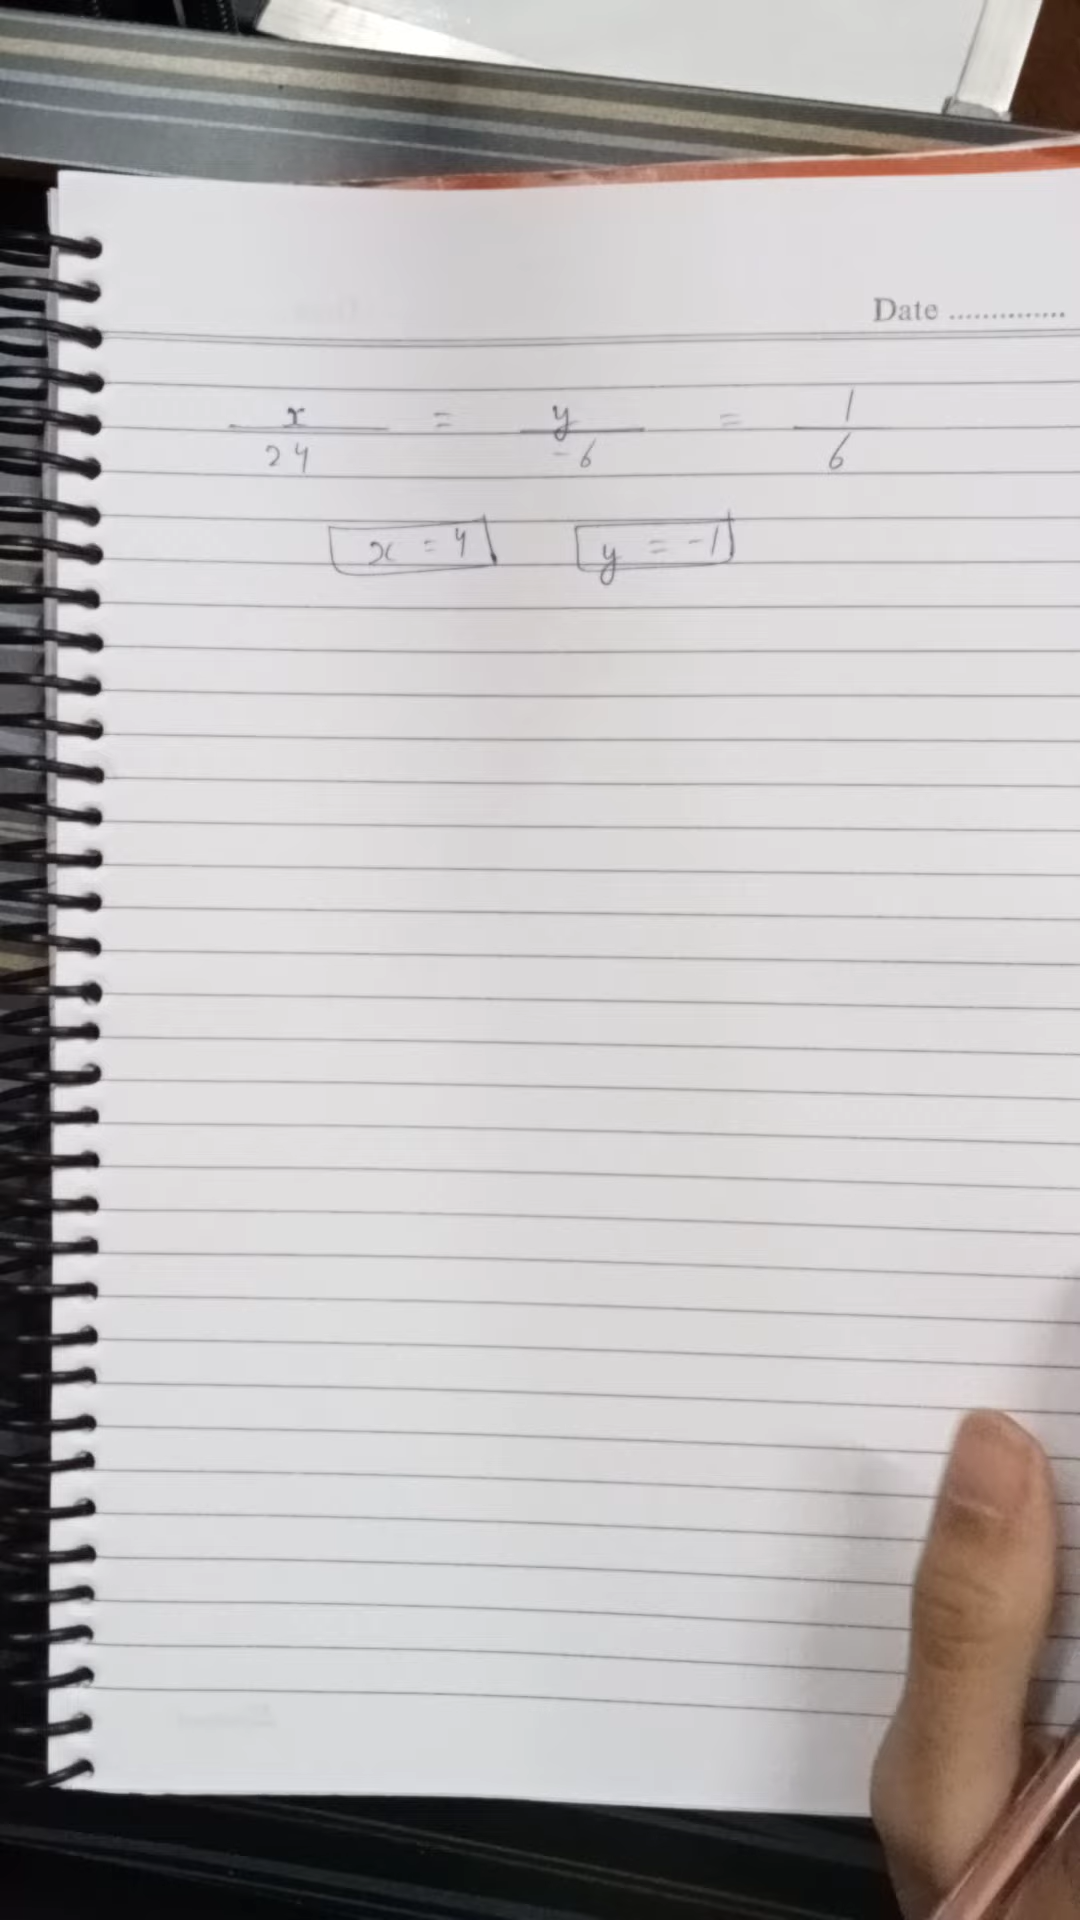 Date ..............
x/24 = y/-6 = 1/6
x = 4 y = -1